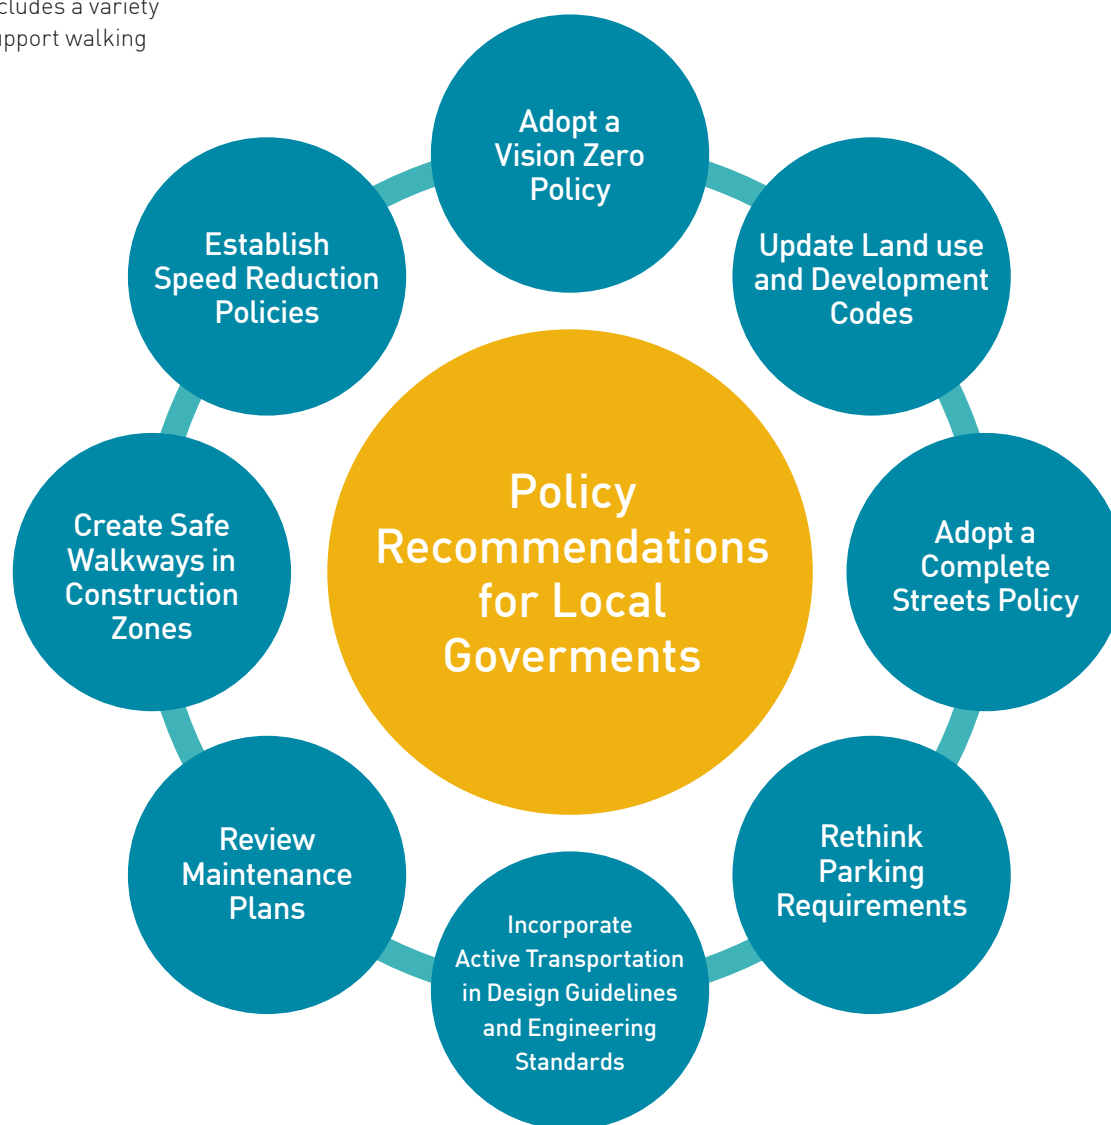 cludes a variety
pport walking
Adopt a
Vision Zero
Policy
Update Land use
and Development
Codes
Adopt a
Complete
Streets Policy
Rethink
Parking
Requirements
Incorporate
Active Transportation
in Design Guidelines
and Engineering
Standards
Review
Maintenance
Plans
Create Safe
Walkways in
Construction
Zones
Establish
Speed Reduction
Policies
Policy
Recommendations
for Local
Goverments